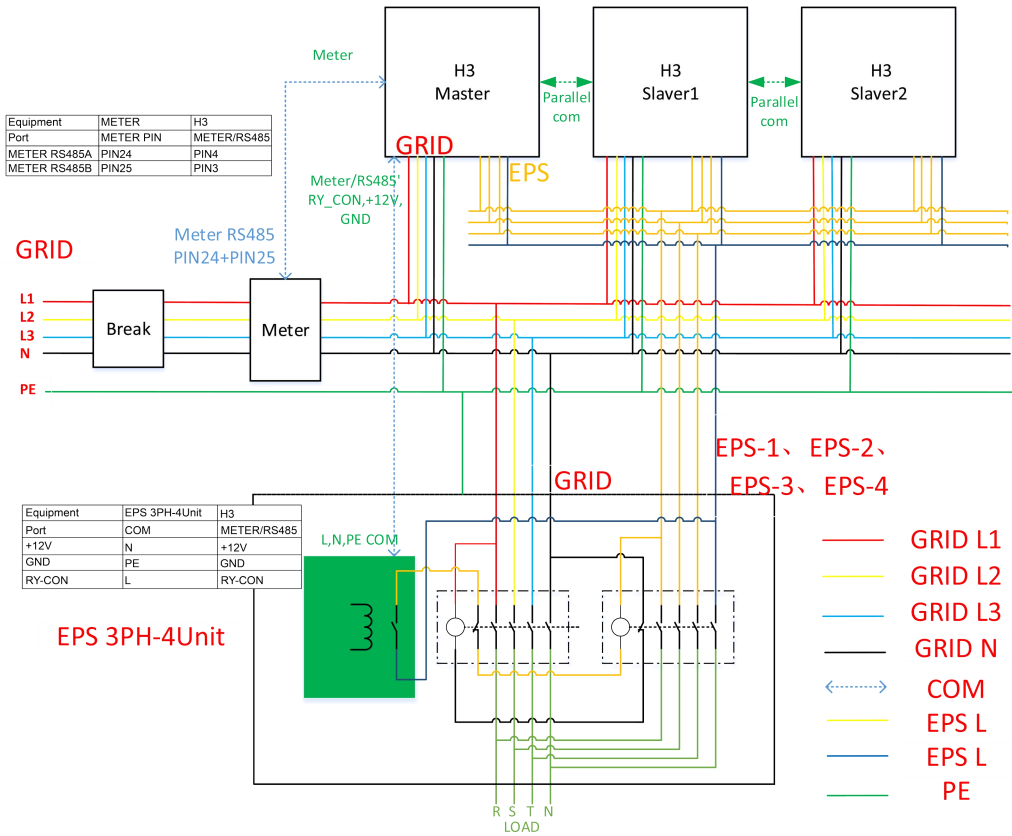 H3
Master
H3
Slaver1
H3
Slaver2
Meter
Parallel
com
Parallel
com
Equipment METER H3
Port METER PIN METER/RS485
METER RS485A PIN24 PIN4
METER RS485B PIN25 PIN3
GRID
EPS
Meter/RS485'
RY_CON,+12V,
GND
Meter RS485
PIN24+PIN25
GRID
L1
L2
L3
N
PE
Break
Meter
EPS-1、 EPS-2、
EPS-3、 EPS-4
GRID
Equipment EPS 3PH-4Unit H3
Port COM METER/RS485
+12V N +12V
GND PE GND
RY-CON L RY-CON
L,N,PE COM
EPS 3PH-4Unit
GRID L1
GRID L2
GRID L3
GRID N
COM
EPS L
EPS L
PE
R S T N
LOAD